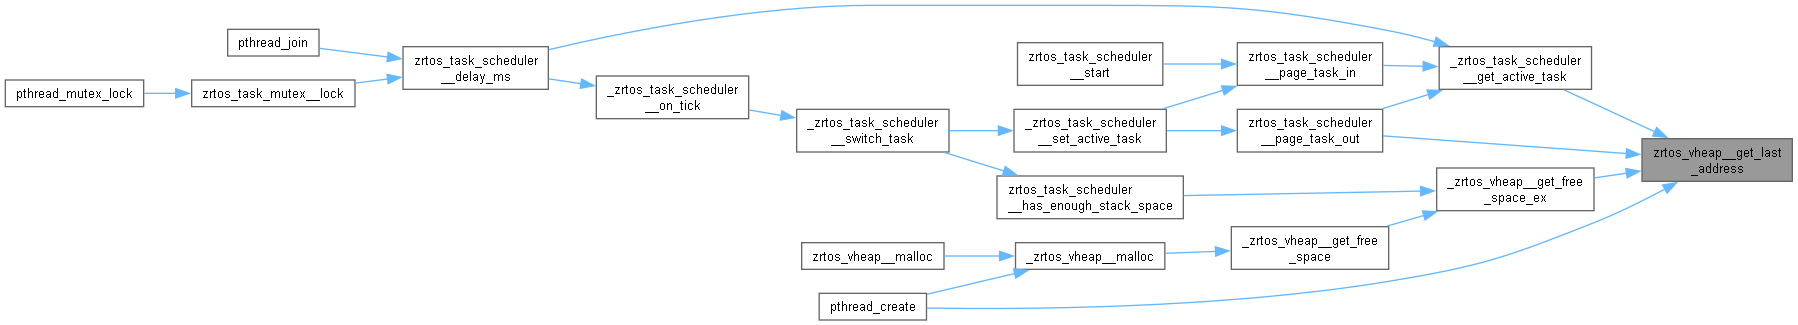 pthread_join
pthread_mutex_lock
zrtos_task_mutex__lock
zrtos_task_scheduler
__delay_ms
_zrtos_task_scheduler
__on_tick
zrtos_task_scheduler
__start
_zrtos_task_scheduler
__switch_task
_zrtos_task_scheduler
__set_active_task
zrtos_task_scheduler
__has_enough_stack_space
zrtos_vheap__malloc
_zrtos_vheap__malloc
pthread_create
zrtos_task_scheduler
__page_task_in
zrtos_task_scheduler
__page_task_out
_zrtos_vheap__get_free
_space
_zrtos_task_scheduler
__get_active_task
_zrtos_vheap__get_free
_space_ex
zrtos_vheap__get_last
_address